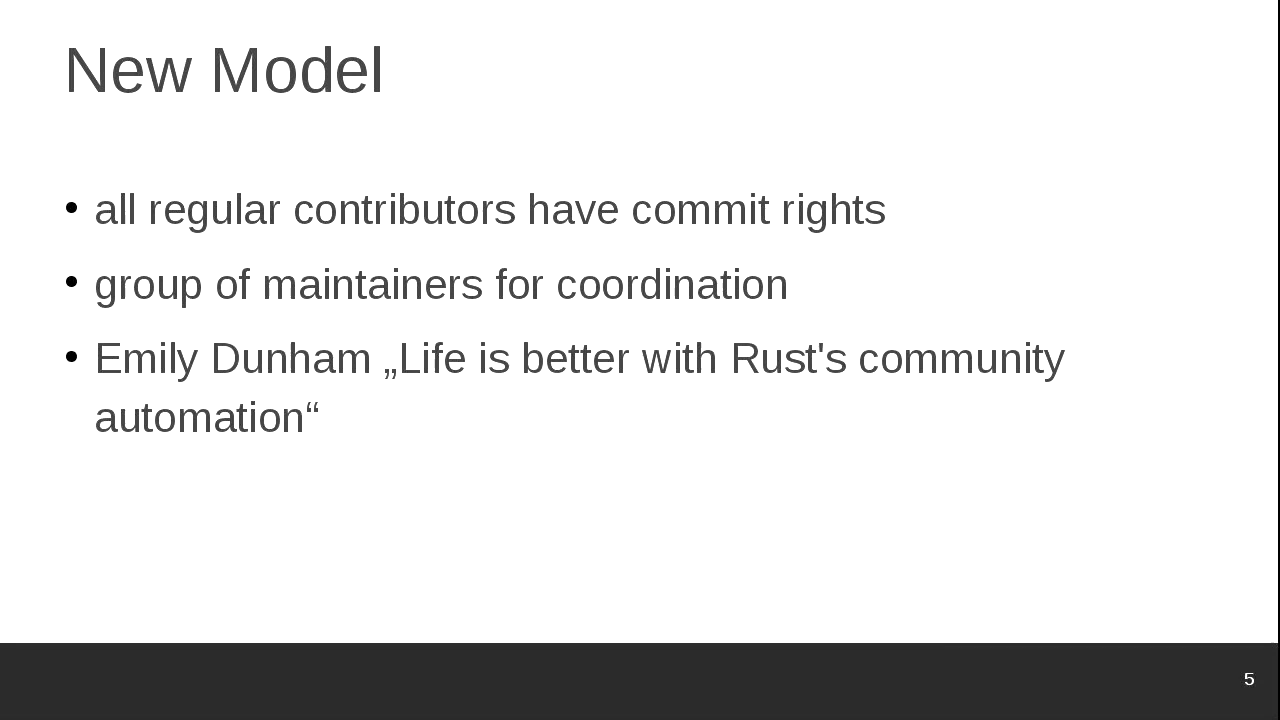 New Model
• all regular contributors have commit rights
• group of maintainers for coordination
• Emily Dunham „Life is better with Rust's community
automation“
5